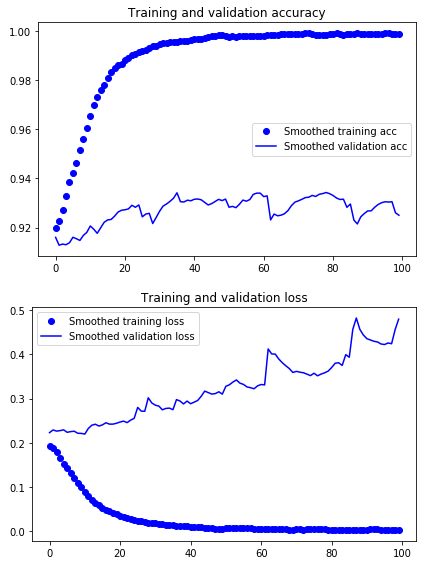 Training and validation accuracy
1.00
0.98
0.96
0.94
0.92
Smoothed training acc
Smoothed validation acc
0 20 40 60 80 100
Training and validation loss
0.5
0.4
0.3
0.2
0.1
0.0
Smoothed training loss
Smoothed validation loss
0 20 40 60 80 100